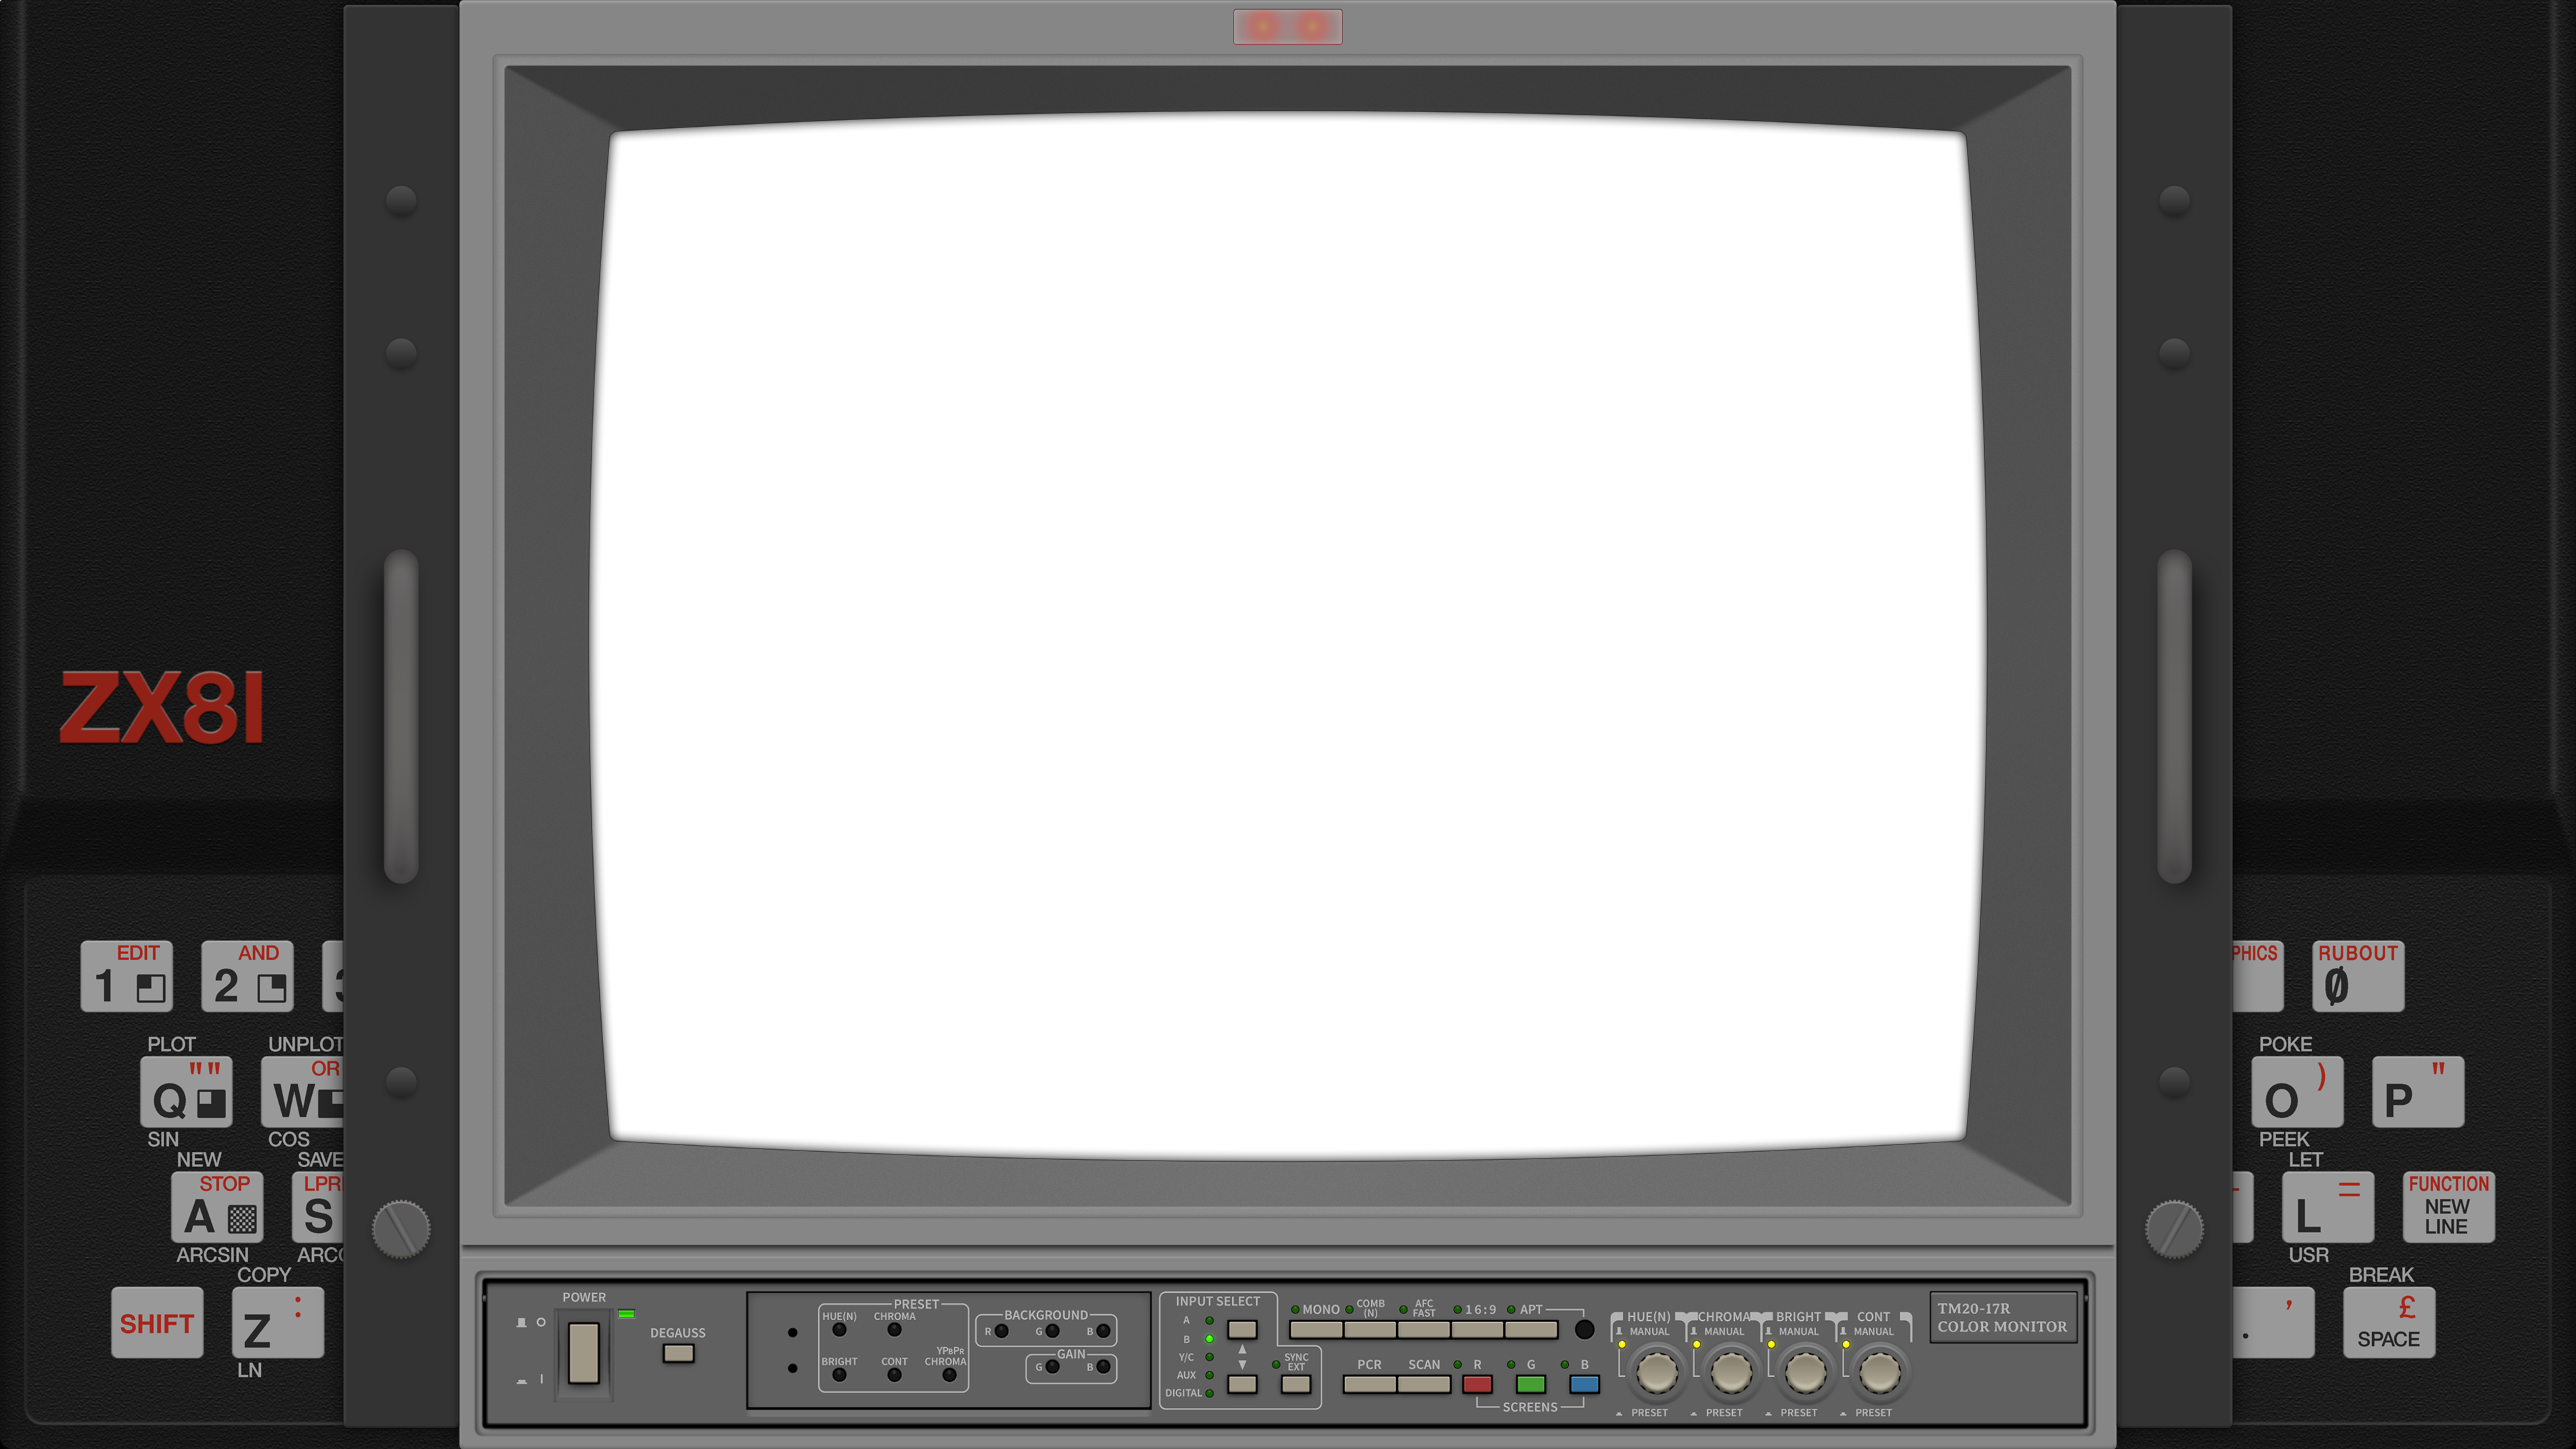 ZX81
EDIT
AND
1
2
3
RUBOUT
0
PLOT
UNPLOT
""
OR
Q
W
SIN
COS
POKE
)
"
O
P
PEEK
NEW
SAVE
STOP
A
S
ARCSIN
LET
=
FUNCTION
L
NEW
LINE
USR
COPY
SHIFT
:
Z
LN
BREAK
,
£
.
SPACE
POWER
DEGAUSS
PRESET
HUE(N) CHROMA
BRIGHT CONT YPBPR
CHROMA
BACKGROUND
R G B
GAIN
G B
INPUT SELECT
A
B
Y/C
AUX
DIGITAL
SYNC
EXT
MONO COMB
(N) AFC
FAST 16:9 APT
PCR SCAN R G B
SCREENS
HUE(N) CHROMA BRIGHT CONT
MANUAL MANUAL MANUAL MANUAL
PRESET PRESET PRESET PRESET
TM20-17R
COLOR MONITOR